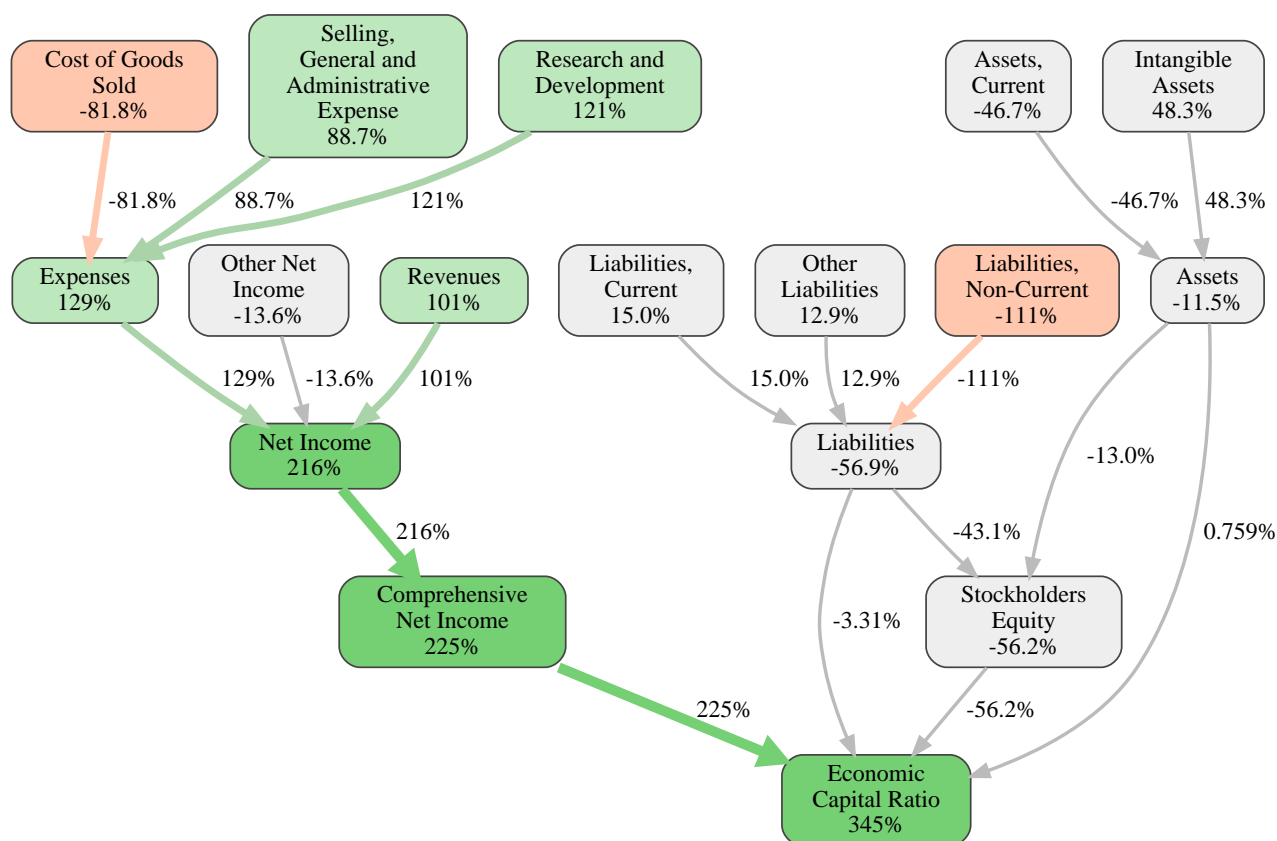 Cost of Goods
Sold
-81.8%
Selling,
General and
Administrative
Expense
88.7%
Research and
Development
121%
Assets,
Current
-46.7%
Intangible
Assets
48.3%
-81.8%
88.7%
121%
-46.7%
48.3%
Expenses
129%
Other Net
Income
-13.6%
Revenues
101%
Liabilities,
Current
15.0%
Other
Liabilities
12.9%
Liabilities,
Non-Current
-111%
Assets
-11.5%
129%
-13.6%
101%
15.0%
12.9%
-111%
Net Income
216%
Liabilities
-56.9%
-13.0%
216%
-43.1%
0.759%
Comprehensive
Net Income
225%
-3.31%
Stockholders
Equity
-56.2%
225%
-56.2%
Economic
Capital Ratio
345%